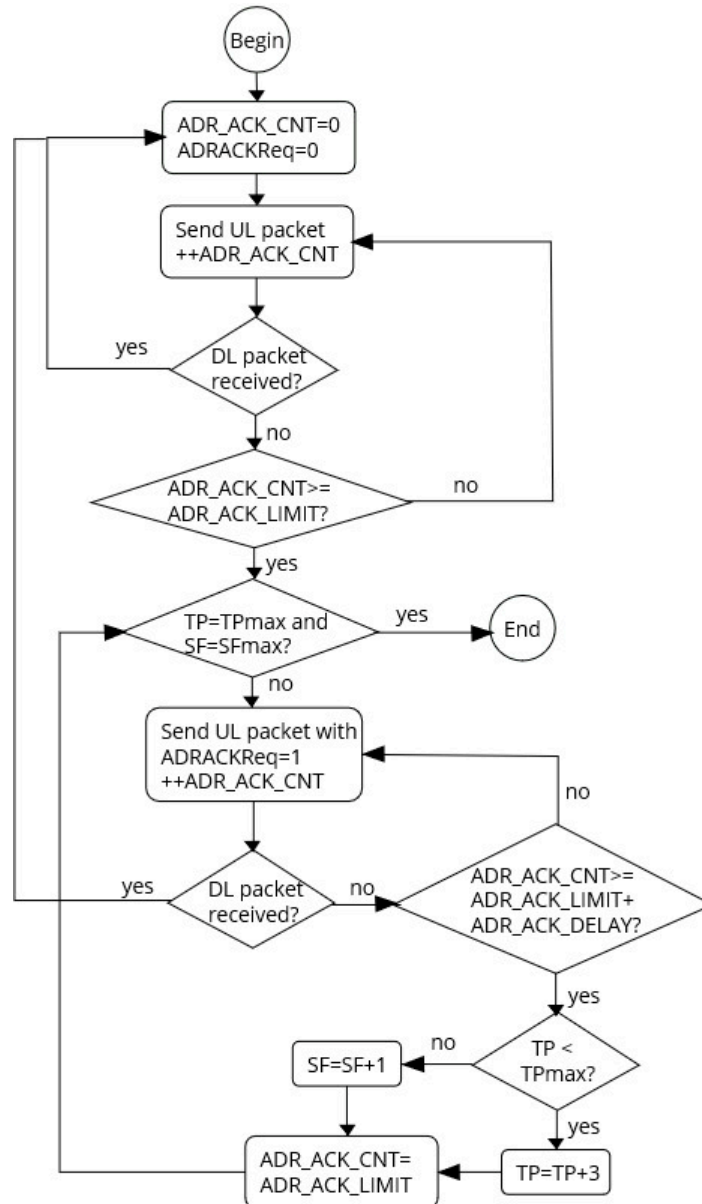 Begin
ADR_ACK_CNT=0
ADRACKReq=0
Send UL packet
++ADR_ACK_CNT
yes
DL packet
received?
no
ADR_ACK_CNT>=
ADR_ACK_LIMIT?
no
yes
TP=TPmax and
SF=SFmax?
yes
End
no
Send UL packet with
ADRACKReq=1
++ADR_ACK_CNT
no
yes
DL packet
received?
no
ADR_ACK_CNT>=
ADR_ACK_LIMIT+
ADR_ACK_DELAY?
yes
TP <
TPmax?
no
SF=SF+1
yes
TP=TP+3
ADR_ACK_CNT=
ADR_ACK_LIMIT